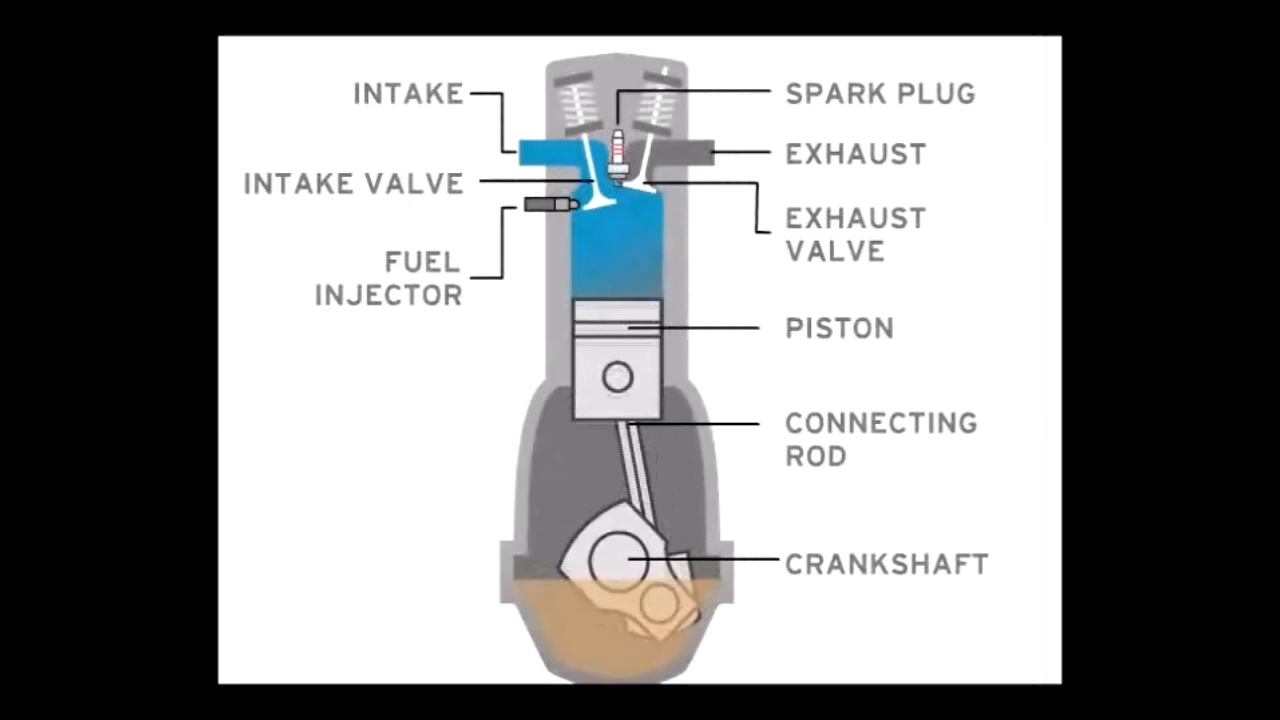 INTAKE
INTAKE VALVE
FUEL
INJECTOR
SPARK PLUG
EXHAUST
EXHAUST
VALVE
PISTON
CONNECTING
ROD
CRANKSHAFT